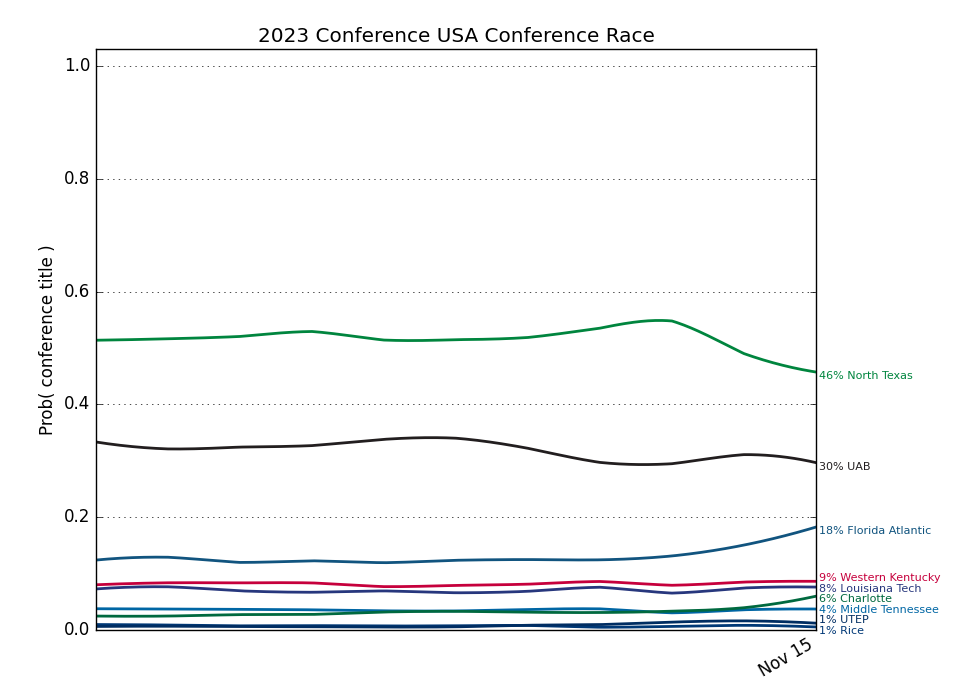 2023 Conference USA Conference Race
Prob( conference title )
1.0
0.8
0.6
0.4
0.2
0.0
46% North Texas
30% UAB
18% Florida Atlantic
9% Western Kentucky
8% Louisiana Tech
6% Charlotte
4% Middle Tennessee
1% UTEP
1% Rice
Nov 15